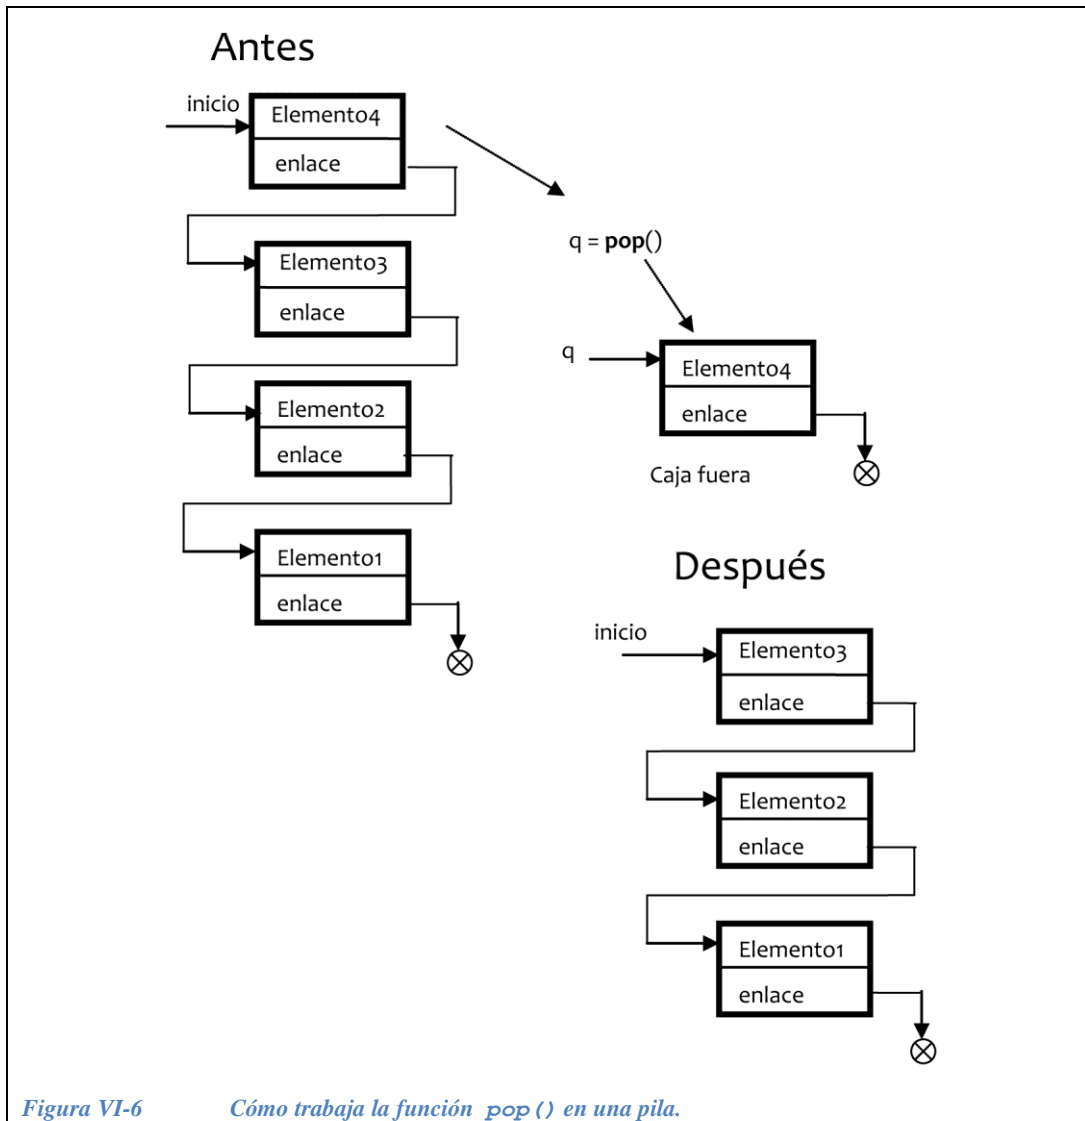 Antes
inicio
Elemento4
enlace
Elemento3
enlace
Elemento2
enlace
Elemento1
enlace
q = pop()
q
Elemento4
enlace
Caja fuera
Después
inicio
Elemento3
enlace
Elemento2
enlace
Elemento1
enlace
Figura VI-6 Cómo trabaja la función pop() en una pila.